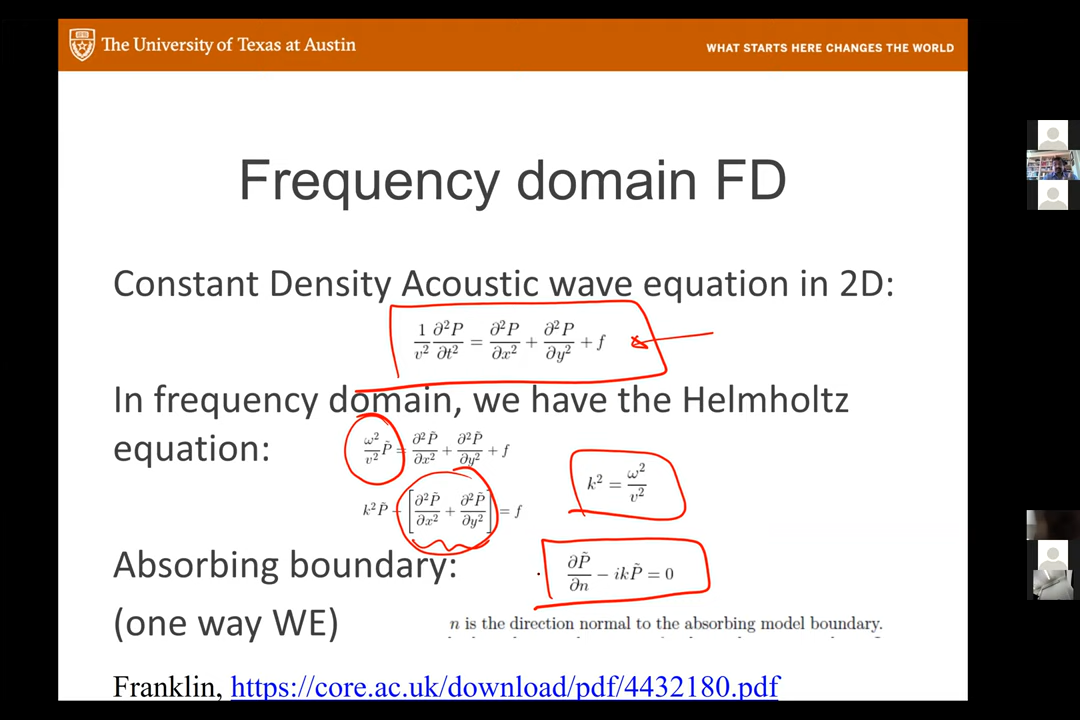 The University of Texas at Austin
WHAT STARTS HERE CHANGES THE WORLD
Frequency domain FD
Constant Density Acoustic wave equation in 2D:
1/v² ∂²P/∂t² = ∂²P/∂x² + ∂²P/∂y² + f
In frequency domain, we have the Helmholtz
equation:
ω²/v² P̃ = ∂²P̃/∂x² + ∂²P̃/∂y² + f
k² = ω²/v²
k²P̃ - [∂²P̃/∂x² + ∂²P̃/∂y²] = f
Absorbing boundary:
∂P̃/∂n − ikP̃ = 0
(one way WE)
n is the direction normal to the absorbing model boundary.
Franklin, https://core.ac.uk/download/pdf/4432180.pdf